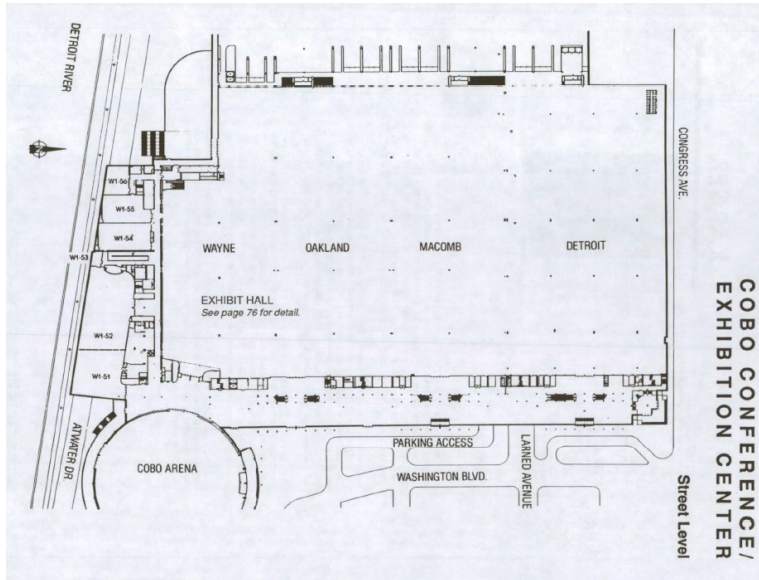 COBO CONFERENCE/
EXHIBITION CENTER
Street Level
DETROIT RIVER
CONGRESS AVE.
W1-56
W1-55
W1-54
W1-53
W1-52
W1-51
WAYNE
OAKLAND
MACOMB
DETROIT
EXHIBIT HALL
See page 76 for detail.
ATWATER DR.
COBO ARENA
PARKING ACCESS
WASHINGTON BLVD.
LARNED AVENUE